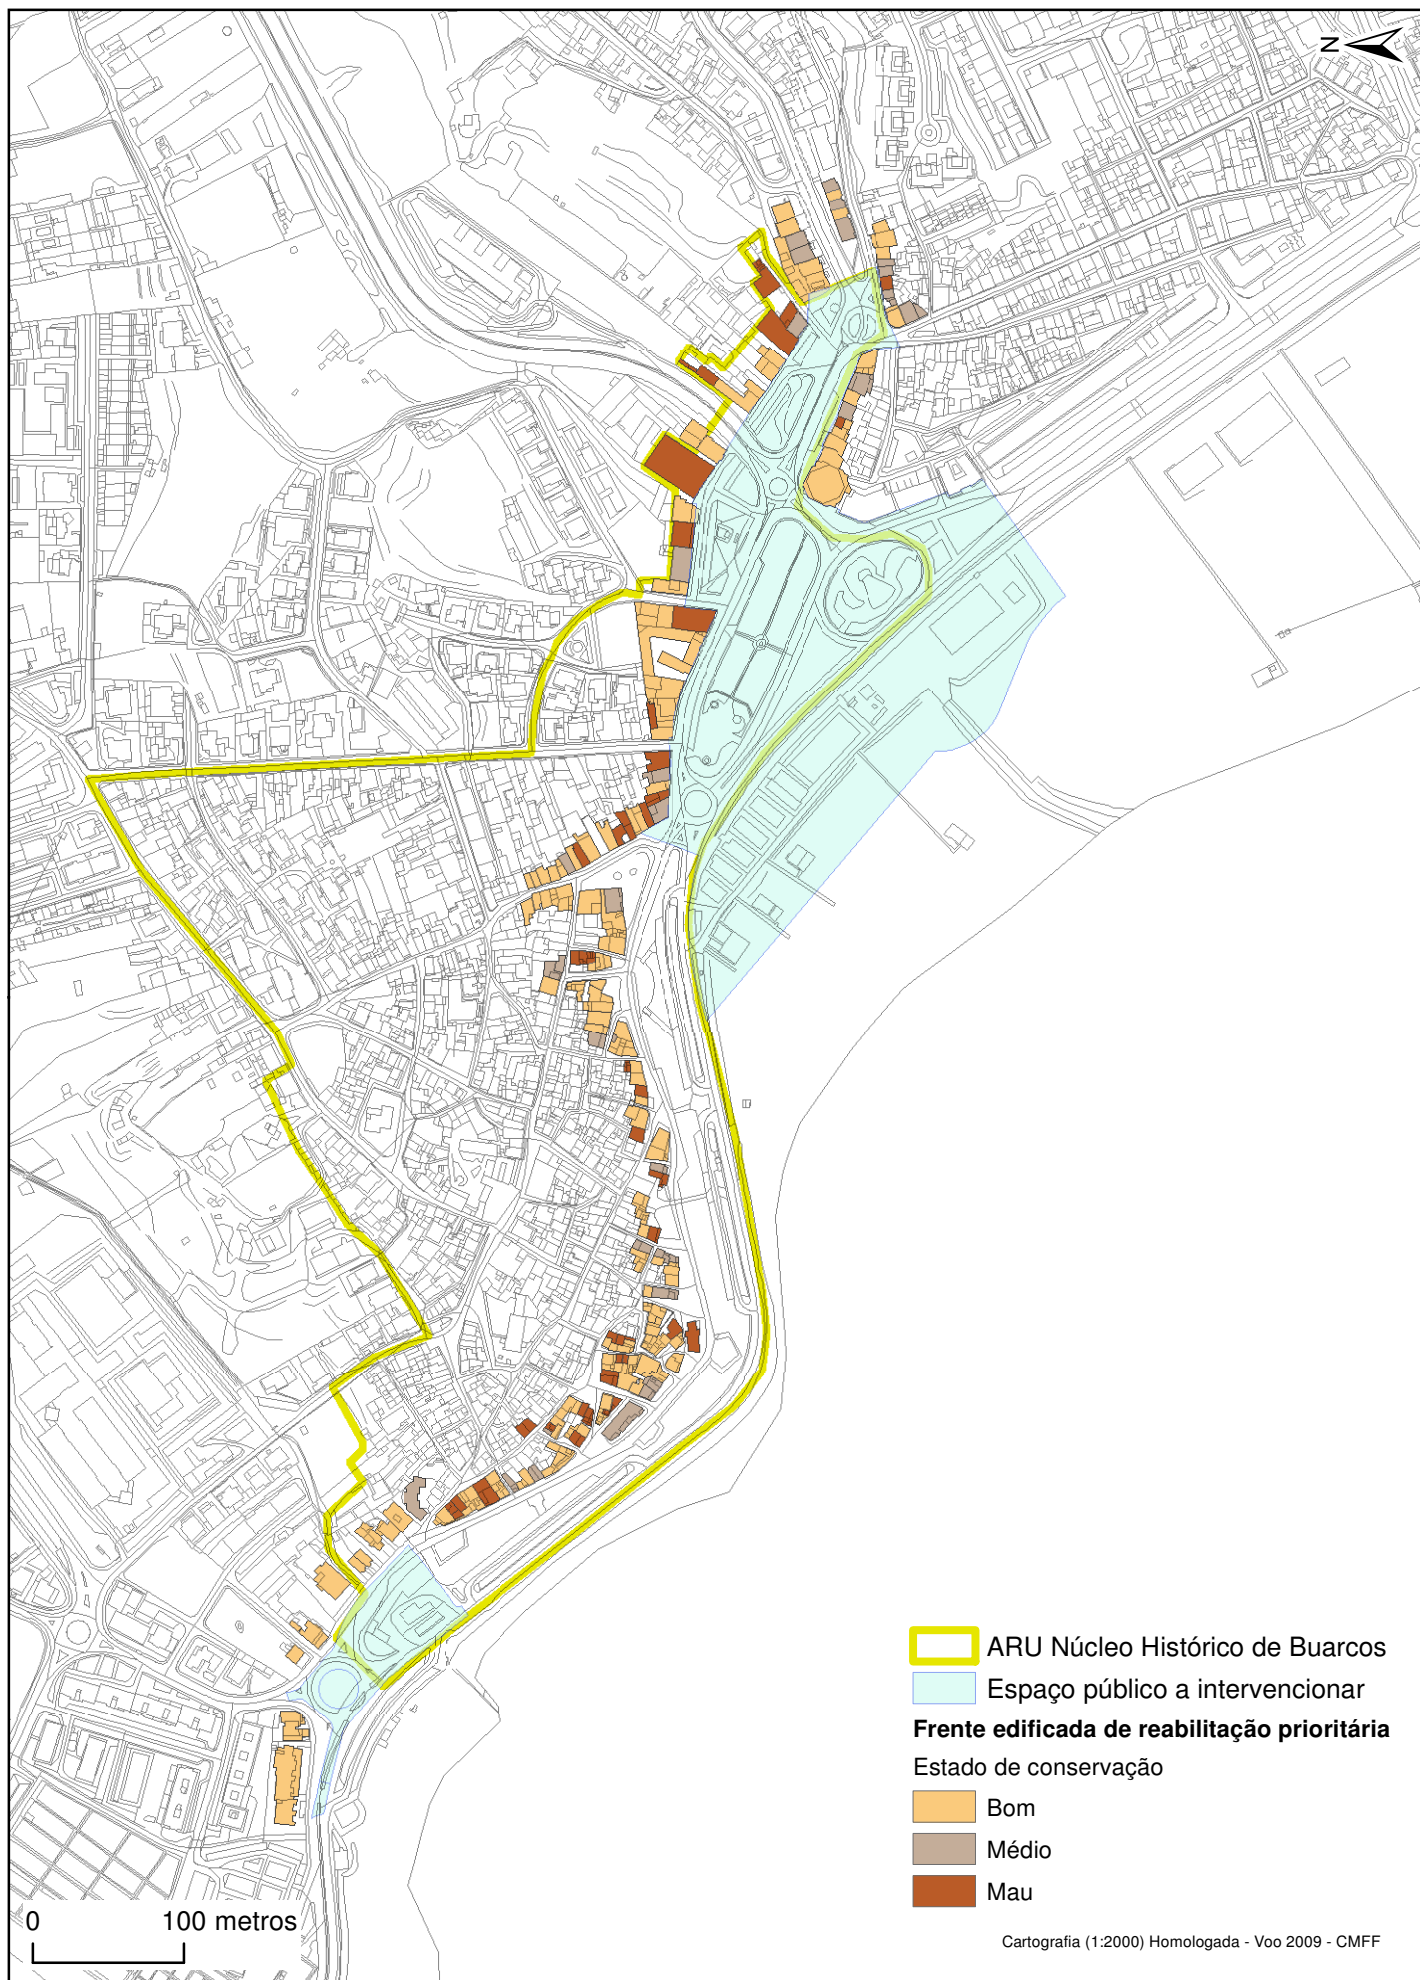 N
ARU Núcleo Histórico de Buarcos
Espaço público a intervencionar
Frente edificada de reabilitação prioritária
Estado de conservação
Bom
Médio
Mau
0 100 metros
Cartografia (1:2000) Homologada - Voo 2009 - CMFF